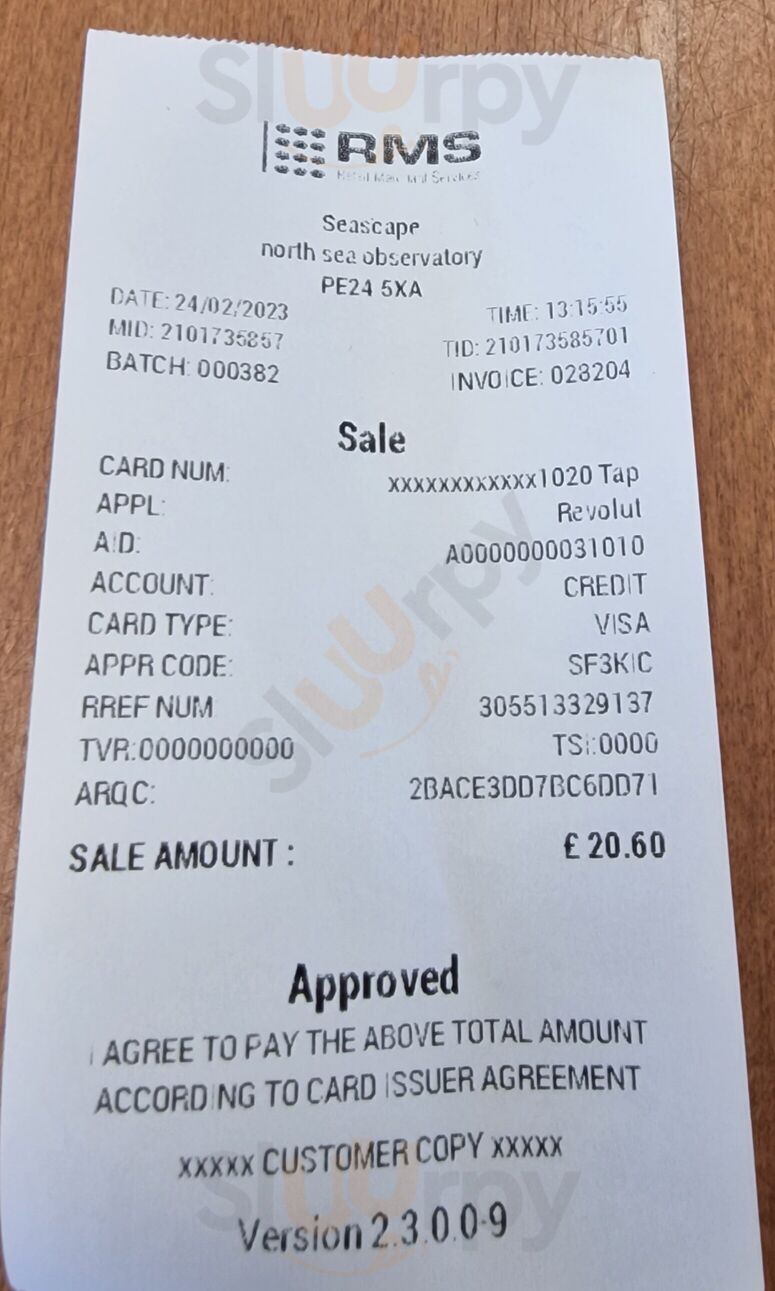 Sluurpy
RMS
Seascape
north sea observatory
PE24 5XA
DATE: 24/02/2023 TIME: 13:15:55
MID: 2101735857 TID: 210173585701
BATCH: 000382 INVOICE: 028204
Sale
CARD NUM: xxxxxxxxxxxx1020 Tap
APPL: Revolut
AID: A0000000031010
ACCOUNT: CREDIT
CARD TYPE: VISA
APPR CODE: SF3KIC
RREF NUM 305513329137
TVR:0000000000 TSI:0000
ARQC: 2BACE3DD7BC6DD71
Sluurpy
SALE AMOUNT : £ 20.60
Approved
I AGREE TO PAY THE ABOVE TOTAL AMOUNT
ACCORDING TO CARD ISSUER AGREEMENT
xxxxx CUSTOMER COPY xxxxx
Sluurpy
Version 2.3.0.0-9